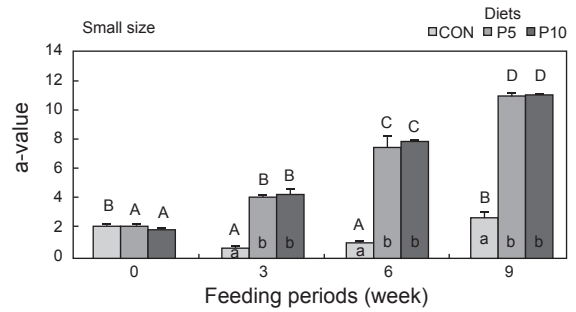 Diets
Small size
CON P5 P10
14
12
10
8
6
4
2
0
a-value
B A A
A B B
A C C
B D D
a b b
a b b
a b b
0 3 6 9
Feeding periods (week)